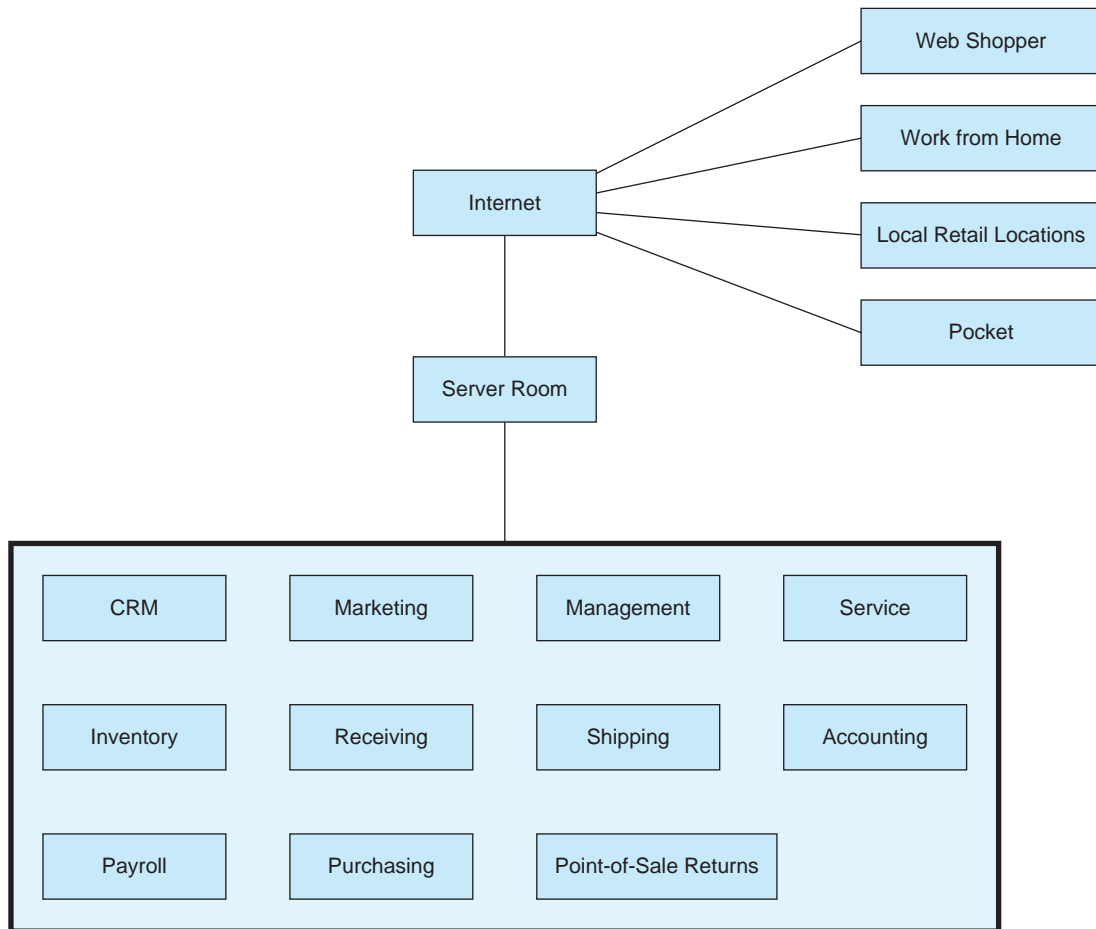 Web Shopper
Work from Home
Internet
Local Retail Locations
Pocket
Server Room
CRM
Marketing
Management
Service
Inventory
Receiving
Shipping
Accounting
Payroll
Purchasing
Point-of-Sale Returns